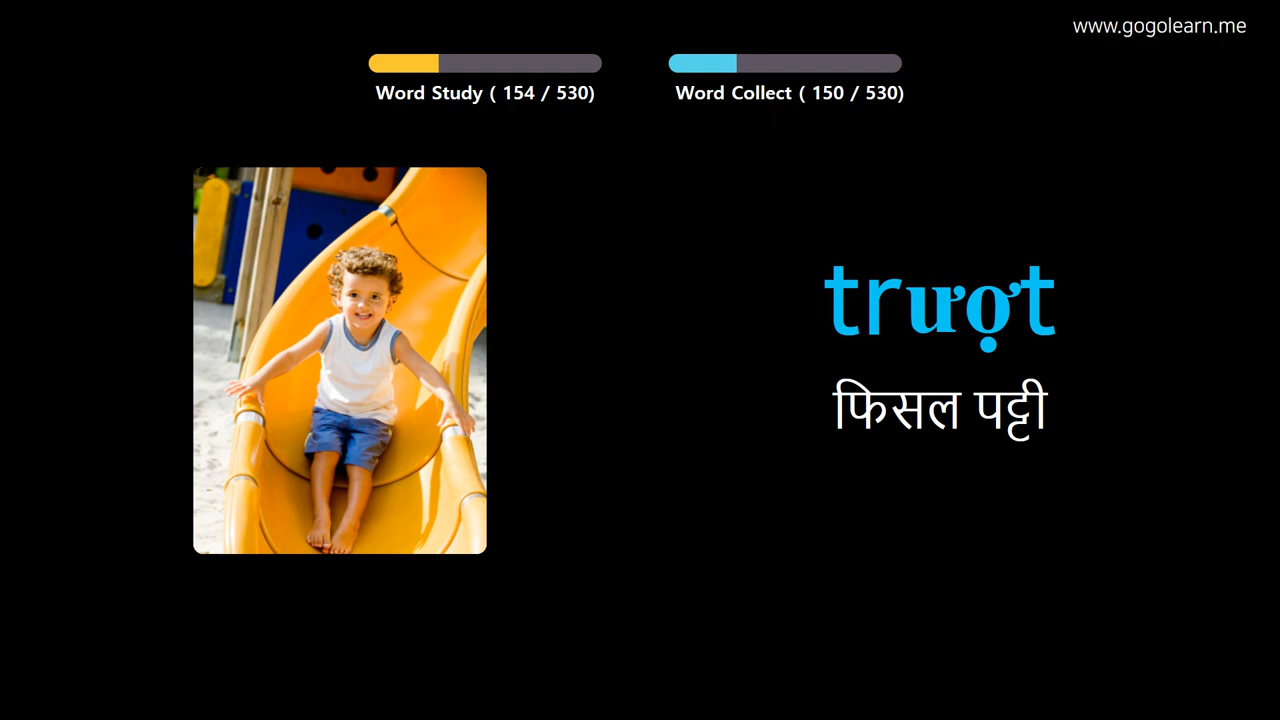 www.gogolearn.me
Word Study ( 154 / 530)
Word Collect ( 150 / 530)
trượt
फिसल पट्टी